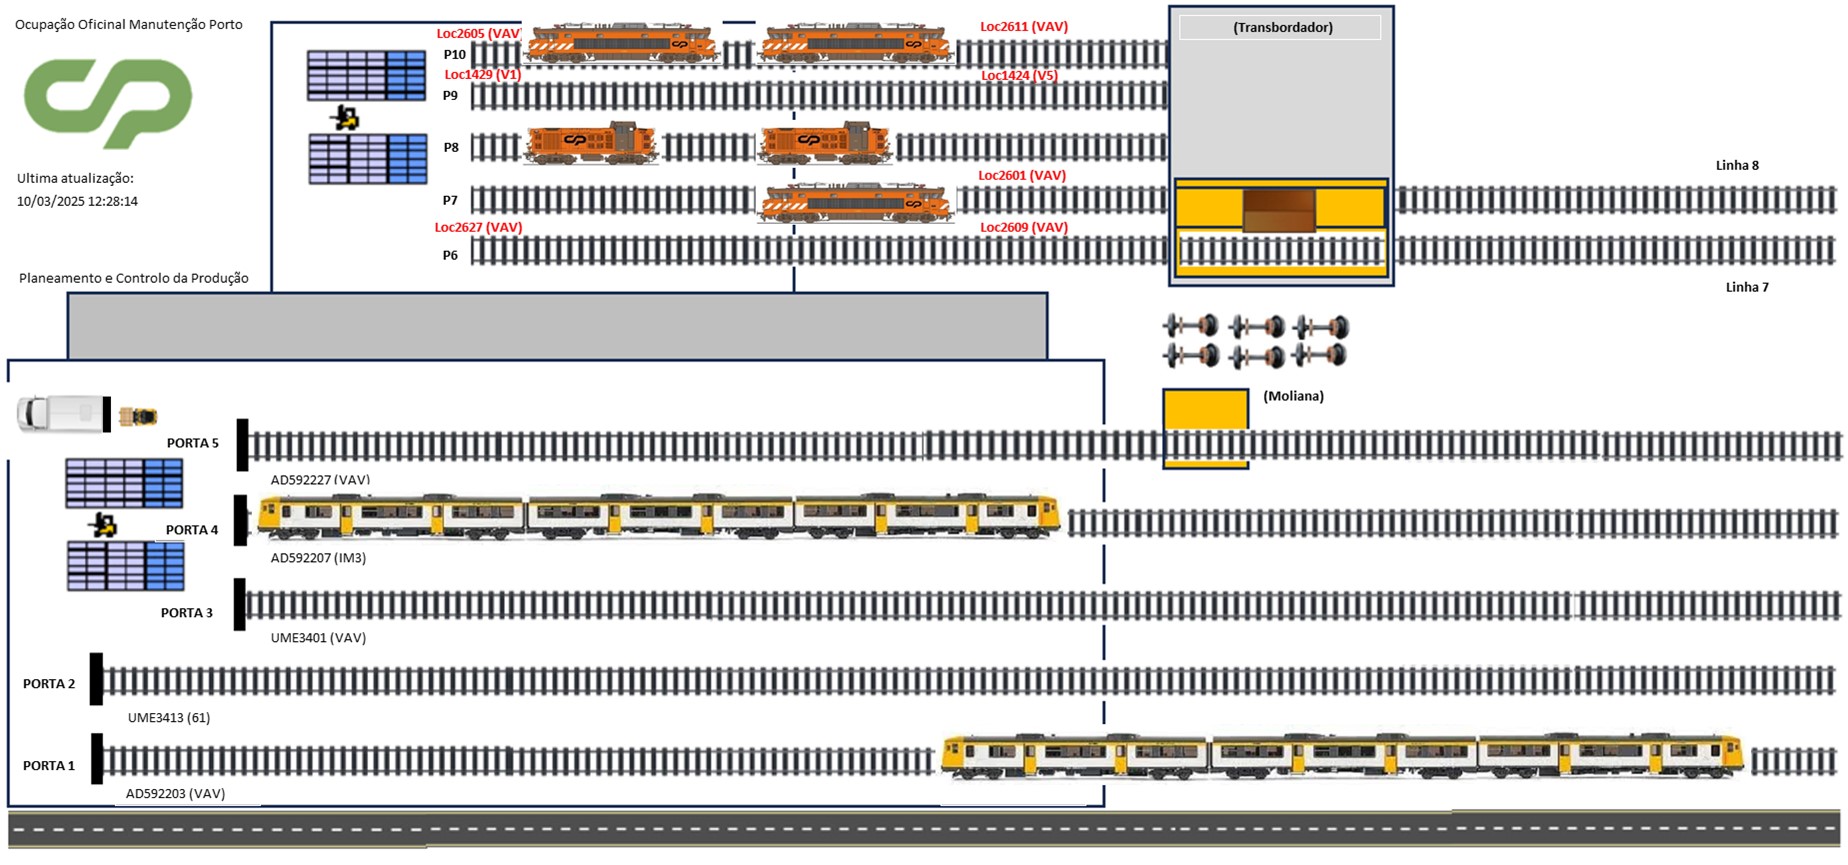 Ocupação Oficinal Manutenção Porto
cp
Ultima atualização:
10/03/2025 12:28:14
Planeamento e Controlo da Produção
Loc2605 (VAV)
Loc2611 (VAV)
P10
Loc1429 (V1)
Loc1424 (V5)
P9
P8
Loc2601 (VAV)
P7
Loc2627 (VAV)
Loc2609 (VAV)
P6
(Transbordador)
Linha 8
Linha 7
(Moliana)
PORTA 5
AD592227 (VAV)
PORTA 4
AD592207 (IM3)
PORTA 3
UME3401 (VAV)
PORTA 2
UME3413 (61)
PORTA 1
AD592203 (VAV)